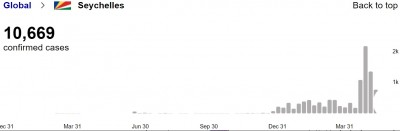 Global > Seychelles Back to top
10,669
confirmed cases
2k
1k
ec 31 Mar 31 Jun 30 Sep 30 Dec 31 Mar 31